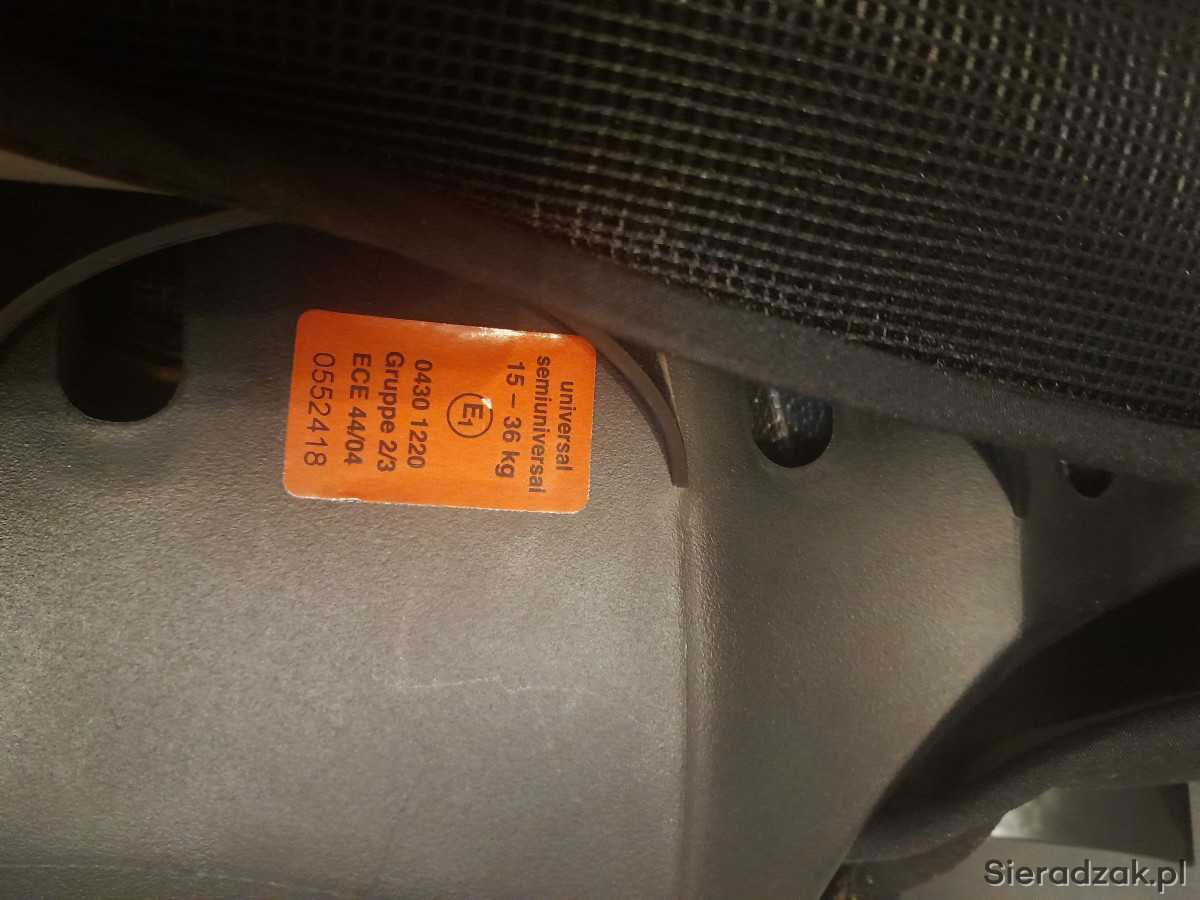 universal
semiuniversal
15 – 36 kg
E1
0430 1220
Gruppe 2/3
ECE 44/04
0552418
Sieradzak.pl